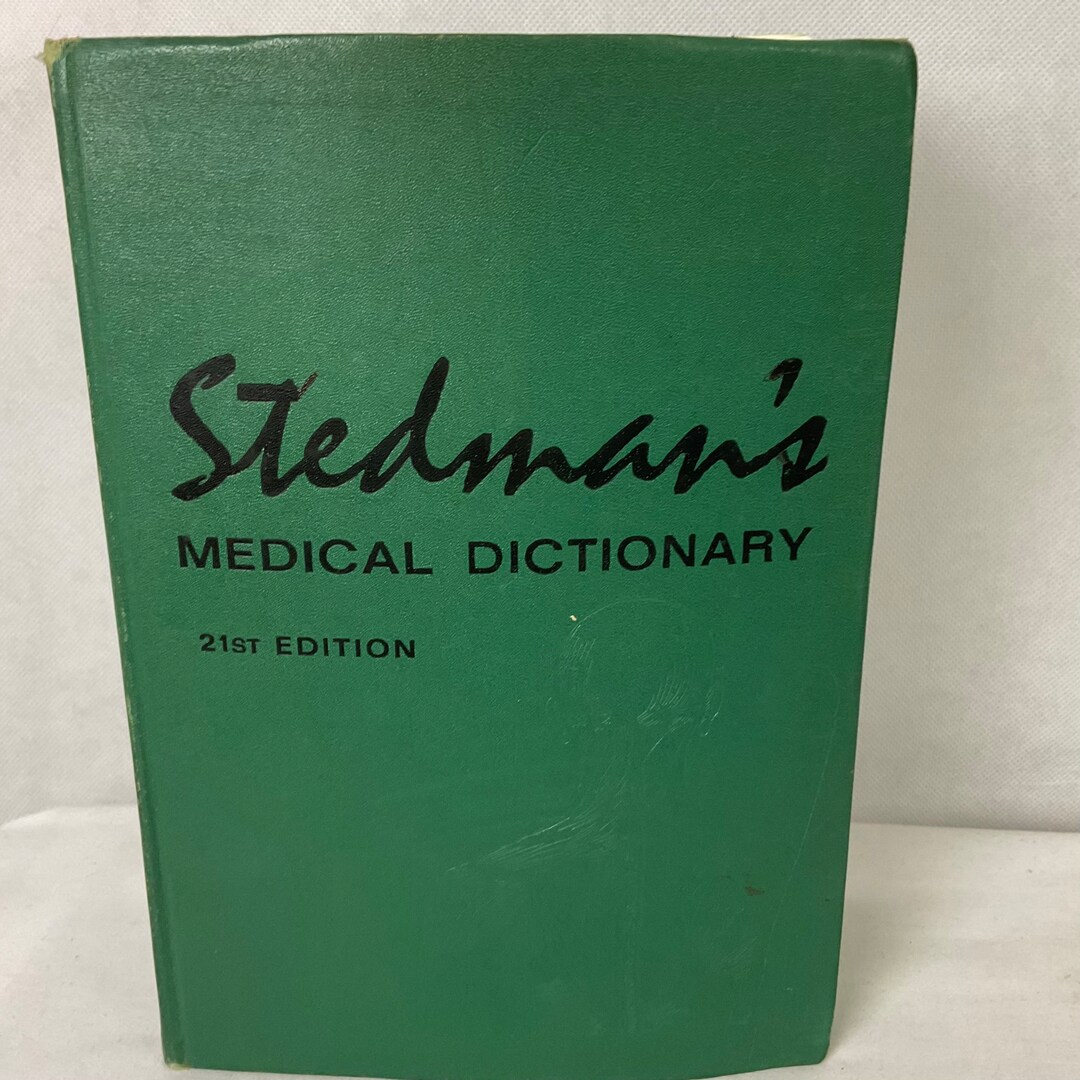 Stedman's
MEDICAL DICTIONARY
21ST EDITION